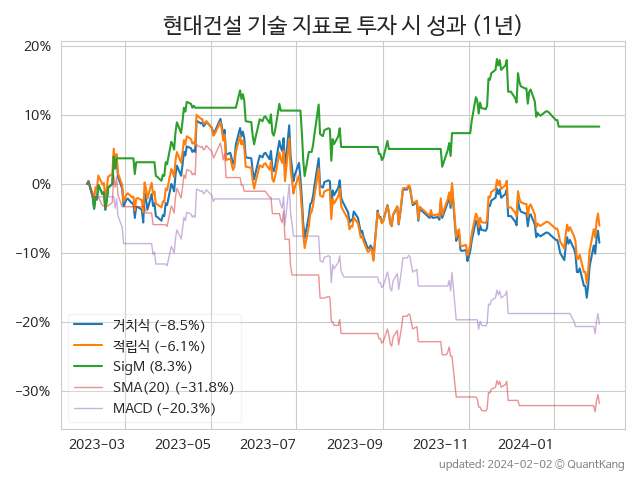 현대건설 기술 지표로 투자 시 성과 (1년)
20%
10%
0%
−10%
−20%
−30%
거치식 (−8.5%)
적립식 (−6.1%)
SigM (8.3%)
SMA(20) (−31.8%)
MACD (−20.3%)
2023−03
2023−05
2023−07
2023−09
2023−11
2024−01
updated: 2024−02−02 ⓒ QuantKang